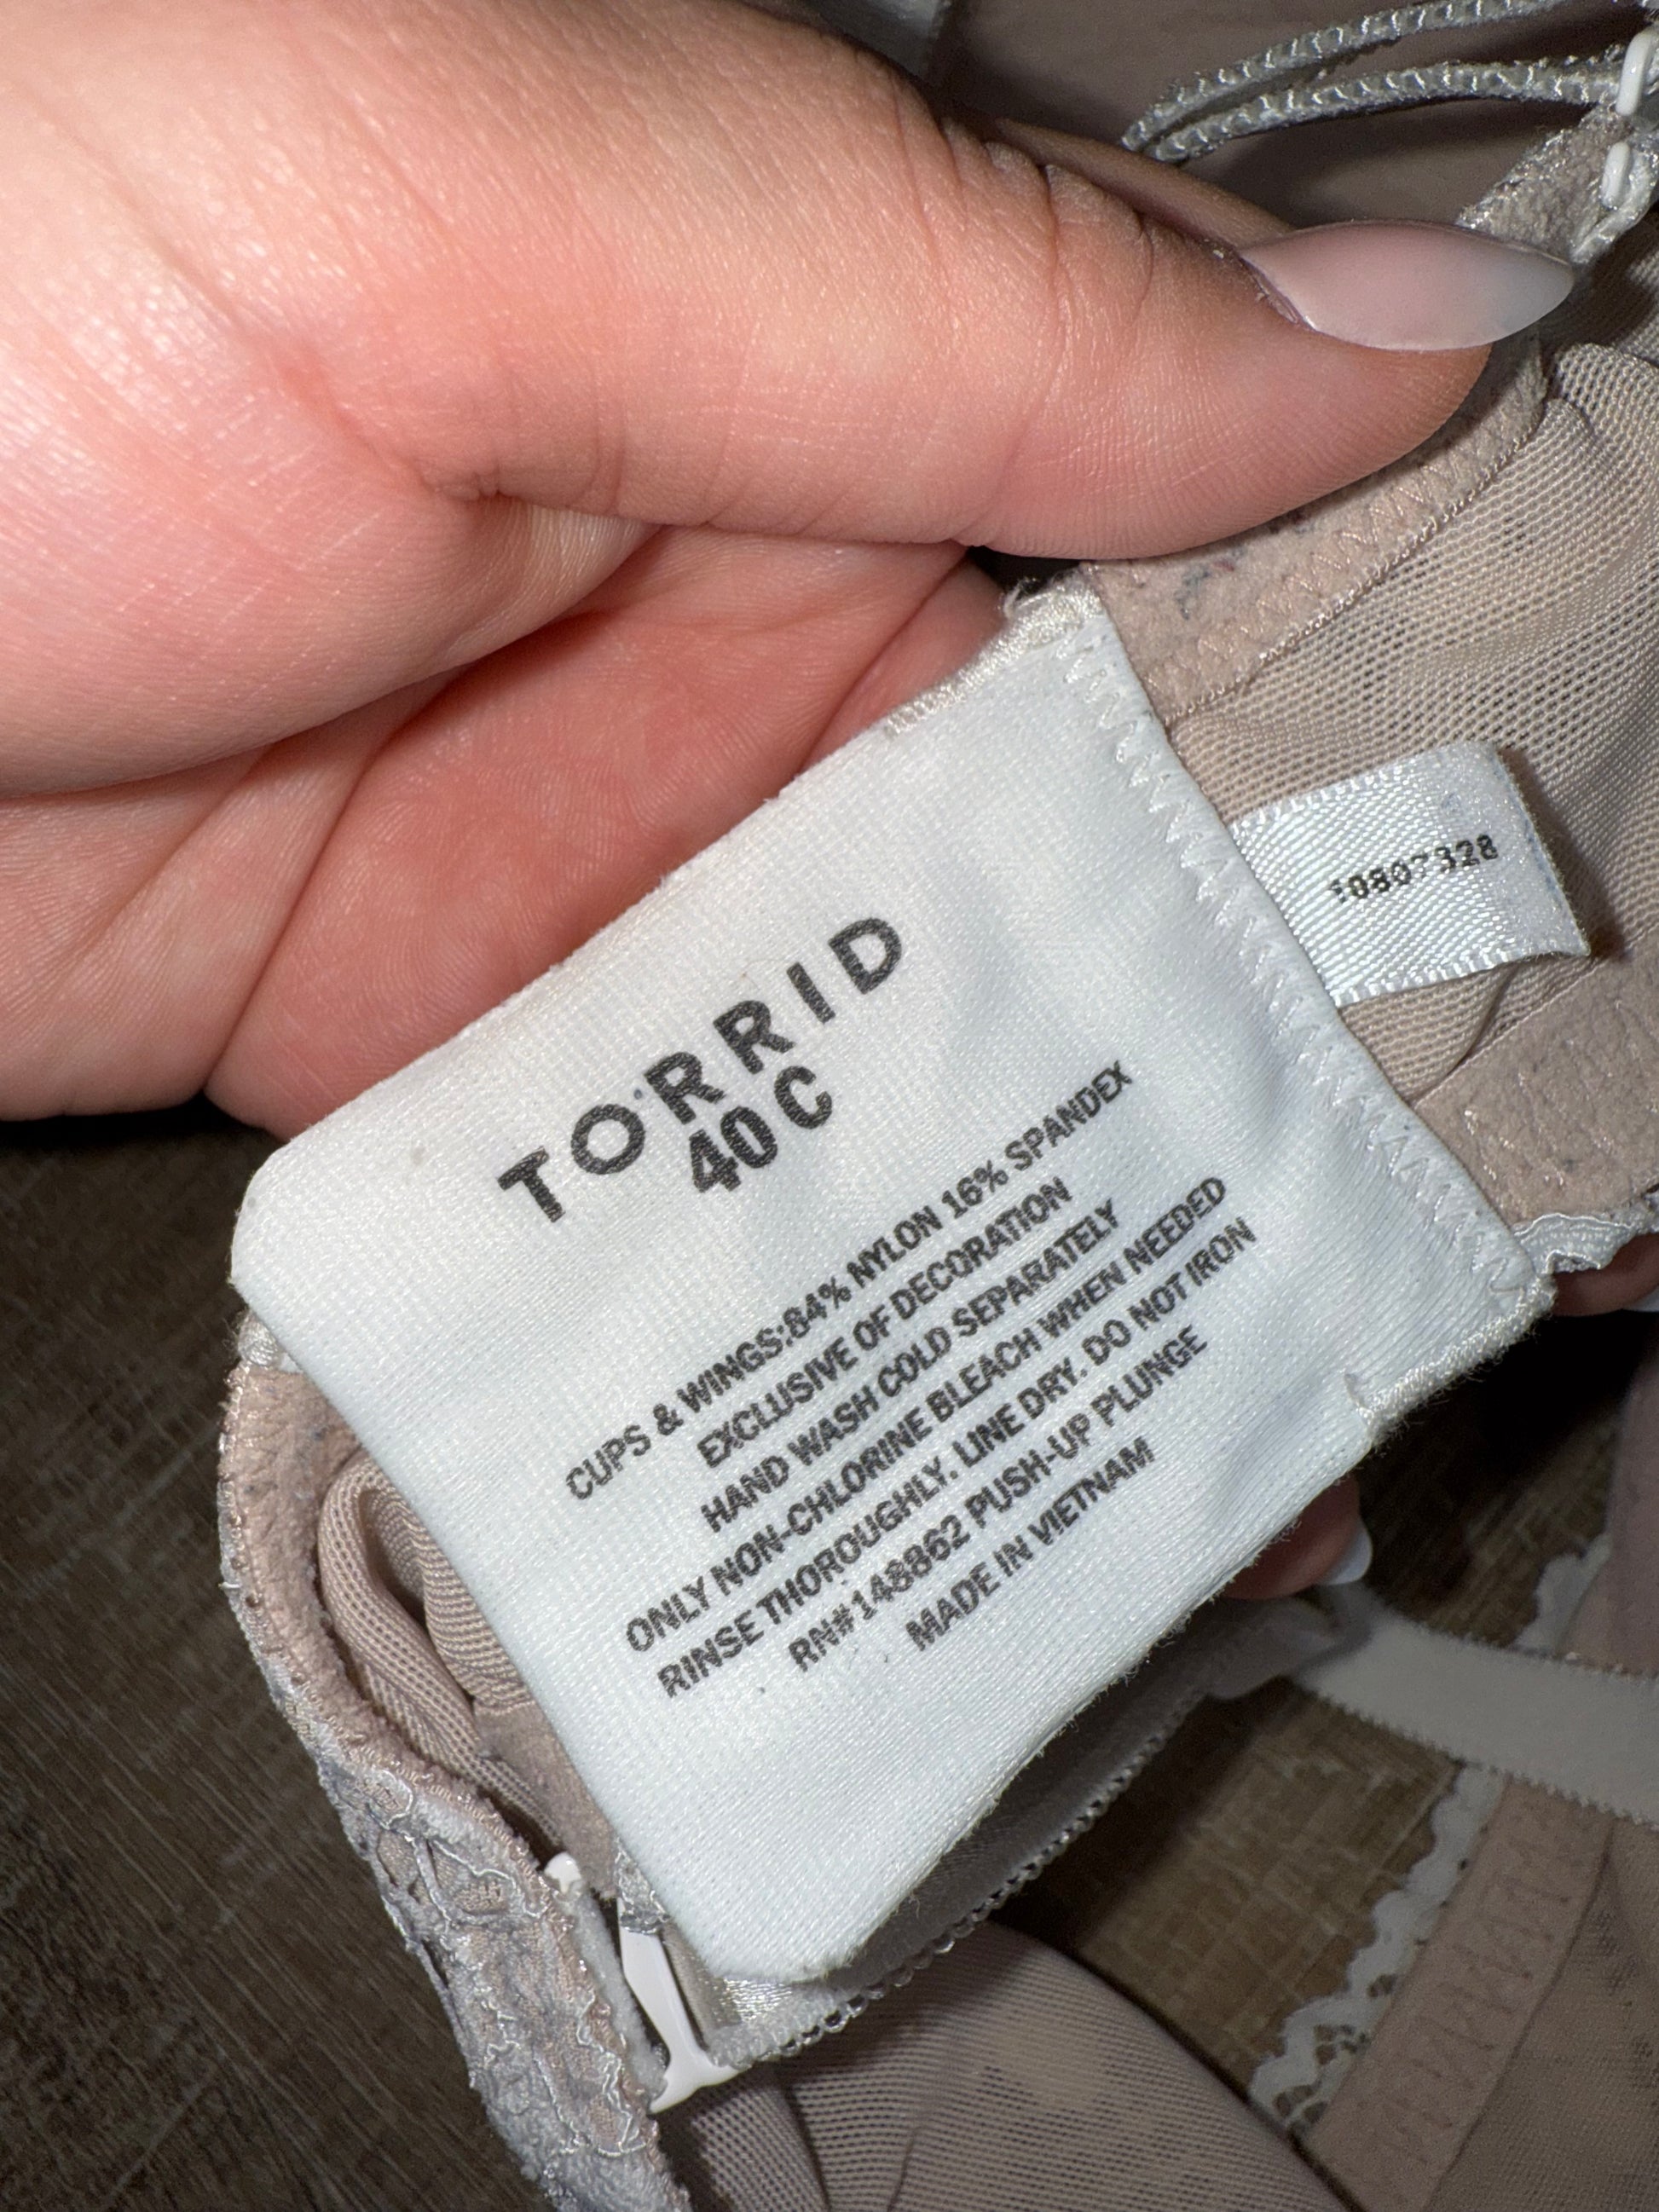 TORRID
40 C
CUPS & WINGS:84% NYLON 16% SPANDEX
EXCLUSIVE OF DECORATION
HAND WASH COLD SEPARATELY
ONLY NON-CHLORINE BLEACH WHEN NEEDED
RINSE THOROUGHLY. LINE DRY. DO NOT IRON
RN#148862 PUSH-UP PLUNGE
MADE IN VIETNAM
10807328